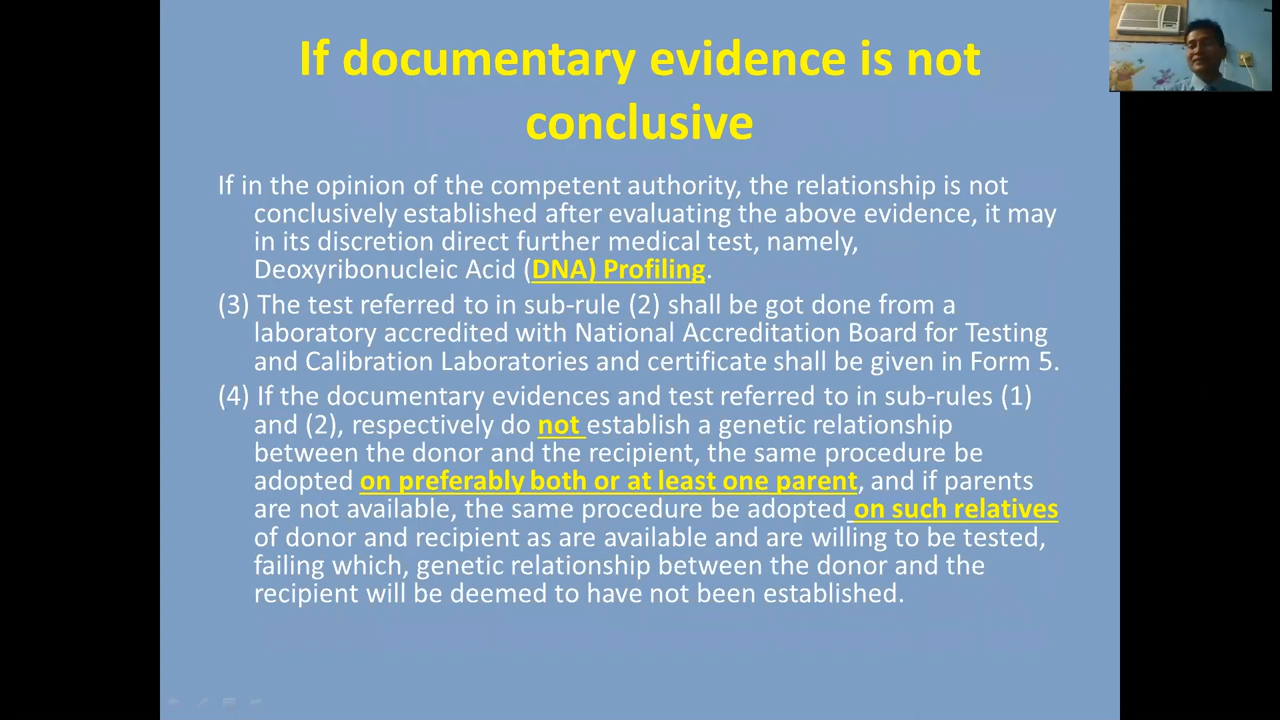 If documentary evidence is not
conclusive
If in the opinion of the competent authority, the relationship is not
conclusively established after evaluating the above evidence, it may
in its discretion direct further medical test, namely,
Deoxyribonucleic Acid (DNA) Profiling.
(3) The test referred to in sub-rule (2) shall be got done from a
laboratory accredited with National Accreditation Board for Testing
and Calibration Laboratories and certificate shall be given in Form 5.
(4) If the documentary evidences and test referred to in sub-rules (1)
and (2), respectively do not establish a genetic relationship
between the donor and the recipient, the same procedure be
adopted on preferably both or at least one parent, and if parents
are not available, the same procedure be adopted on such relatives
of donor and recipient as are available and are willing to be tested,
failing which, genetic relationship between the donor and the
recipient will be deemed to have not been established.